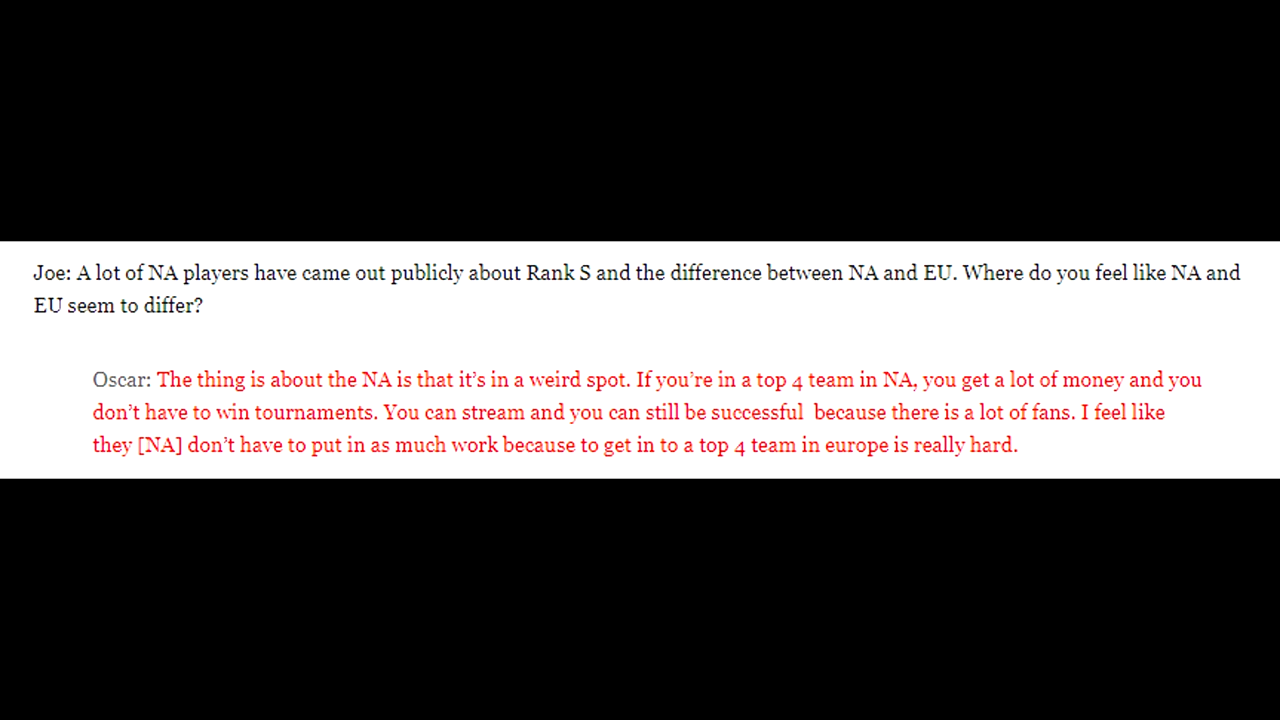 Joe: A lot of NA players have came out publicly about Rank S and the difference between NA and EU. Where do you feel like NA and
EU seem to differ?
Oscar: The thing is about the NA is that it’s in a weird spot. If you’re in a top 4 team in NA, you get a lot of money and you
don’t have to win tournaments. You can stream and you can still be successful  because there is a lot of fans. I feel like
they [NA] don’t have to put in as much work because to get in to a top 4 team in europe is really hard.